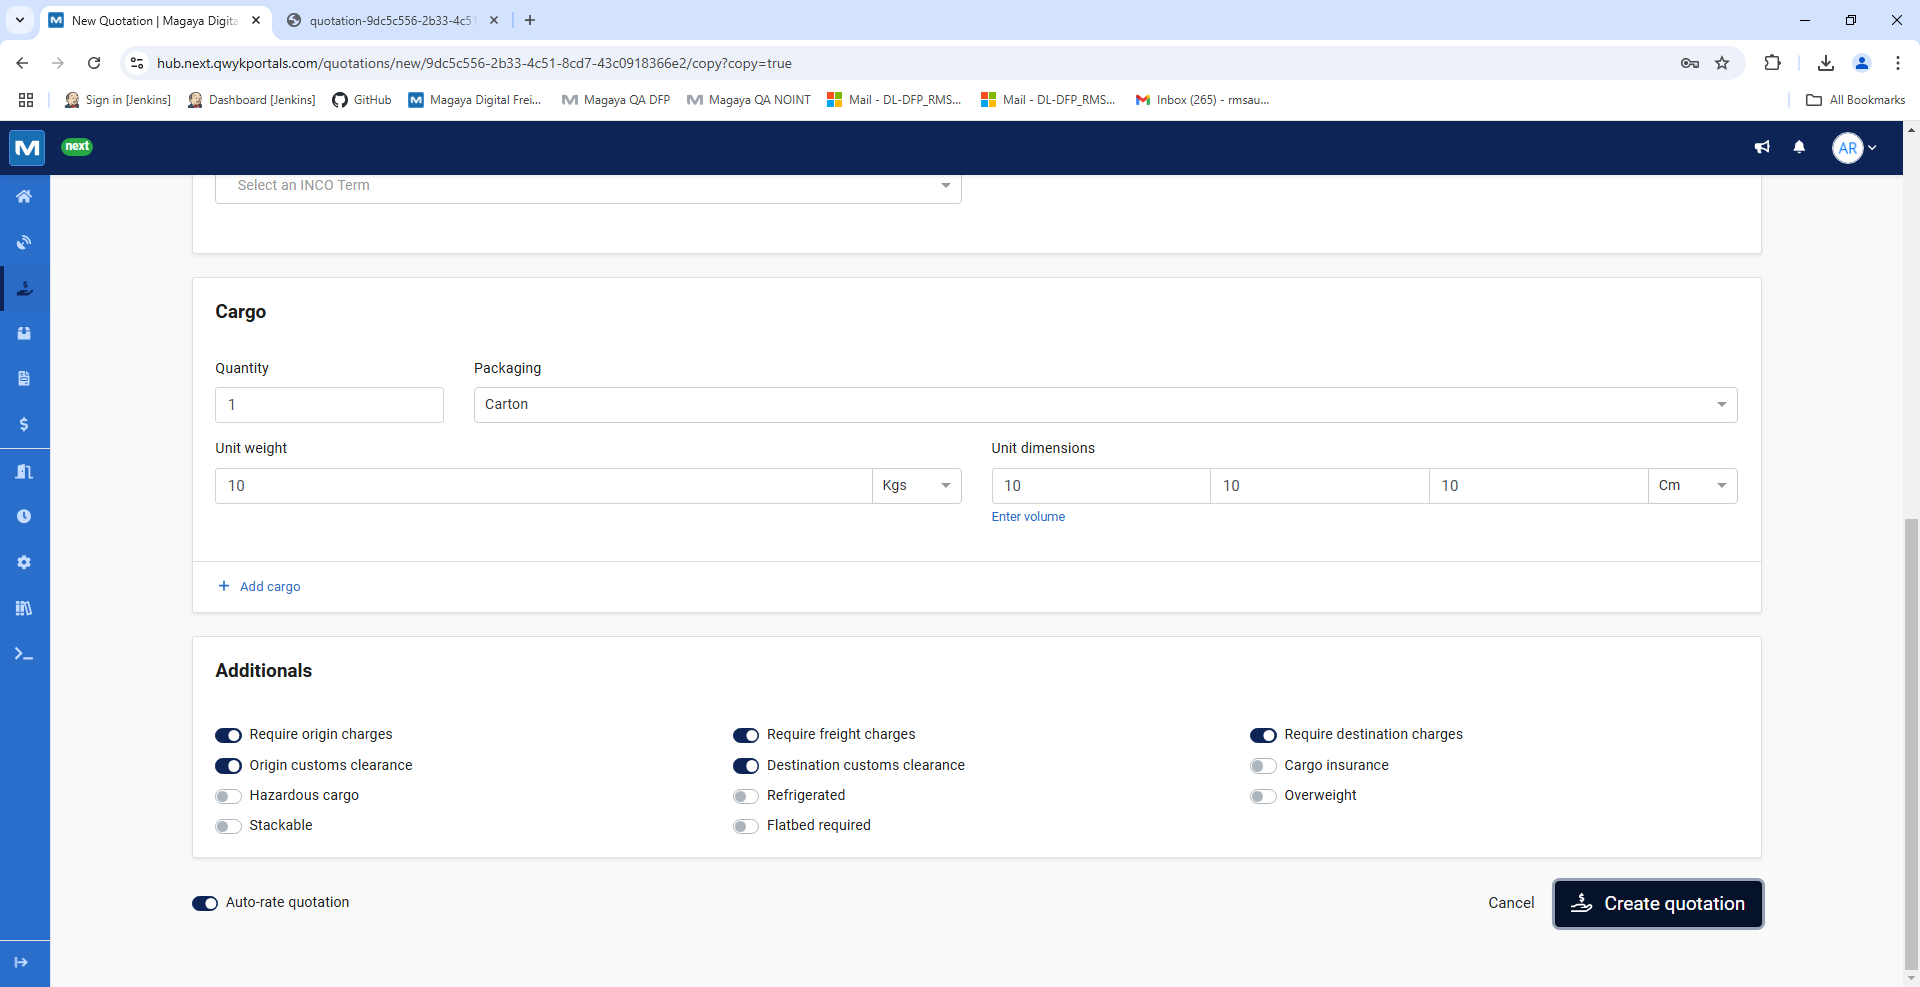 New Quotation | Magaya Digita
quotation-9dc5c556-2b33-4c51
hub.next.qwykportals.com/quotations/new/9dc5c556-2b33-4c51-8cd7-43c0918366e2/copy?copy=true
Sign in [Jenkins]
Dashboard [Jenkins]
GitHub
Magaya Digital Frei...
Magaya QA DFP
Magaya QA NOINT
Mail - DL-DFP_RMS...
Mail - DL-DFP_RMS...
Inbox (265) - rmsau...
All Bookmarks
next
AR
Select an INCO Term
Cargo
Quantity
Packaging
1
Carton
Unit weight
Unit dimensions
10
Kgs
10
10
10
Cm
Enter volume
+ Add cargo
Additionals
Require origin charges
Require freight charges
Require destination charges
Origin customs clearance
Destination customs clearance
Cargo insurance
Hazardous cargo
Refrigerated
Overweight
Stackable
Flatbed required
Auto-rate quotation
Cancel
Create quotation